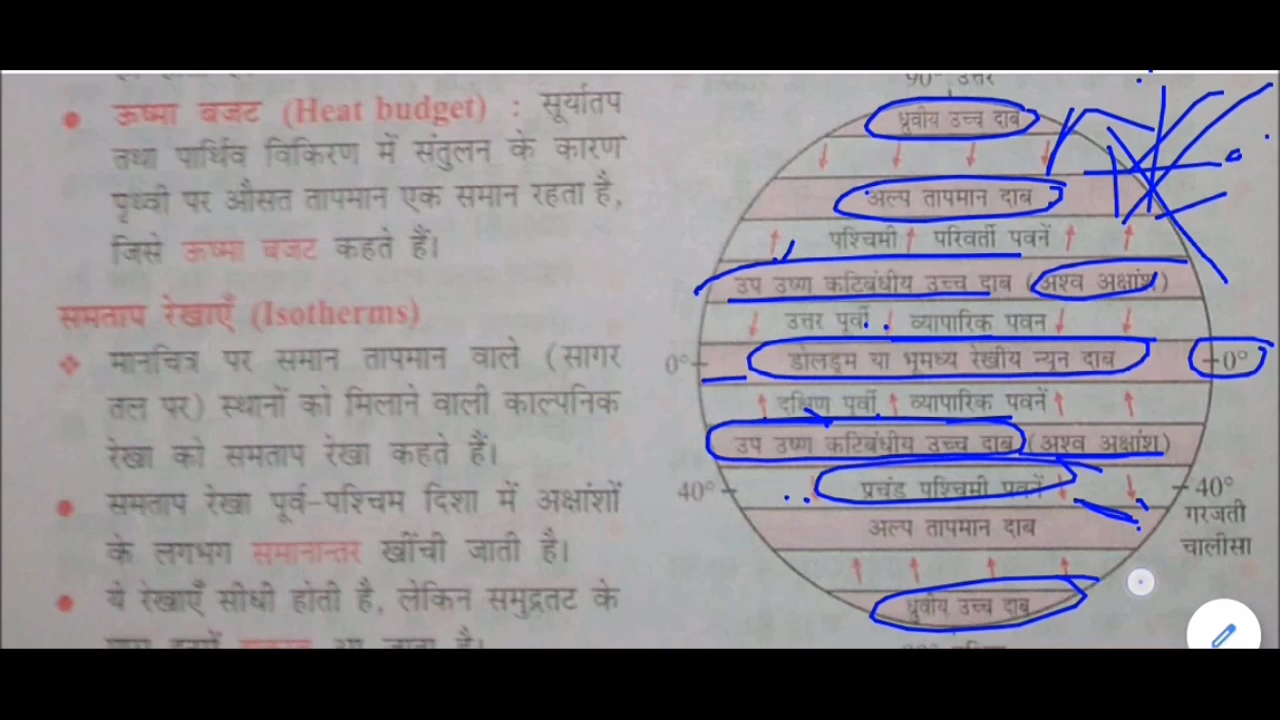 ऊष्मा बजट (Heat budget) : सूर्यातप
तथा पार्थिव विकिरण में संतुलन के कारण
पृथ्वी पर औसत तापमान एक समान रहता है,
जिसे ऊष्मा बजट कहते हैं।
समताप रेखाएँ (Isotherms)
मानचित्र पर समान तापमान वाले (सागर
तल पर) स्थानों को मिलाने वाली काल्पनिक
रेखा को समताप रेखा कहते हैं।
समताप रेखा पूर्व-पश्चिम दिशा में अक्षांशों
के लगभग समानान्तर खींची जाती है।
ये रेखाएँ सीधी होती है, लेकिन समुद्रतट के
90° उत्तर
ध्रुवीय उच्च दाब
अल्प तापमान दाब
पश्चिमी परिवर्ती पवनें
उप उष्ण कटिबंधीय उच्च दाब (अश्व अक्षांश)
उत्तर पूर्वी व्यापारिक पवन
0° डोलड्रम या भूमध्य रेखीय न्यून दाब 0°
दक्षिण पूर्वी व्यापारिक पवनें
उप उष्ण कटिबंधीय उच्च दाब (अश्व अक्षांश)
40° प्रचंड पश्चिमी पवनें 40°
गरजती
चालीसा
अल्प तापमान दाब
ध्रुवीय उच्च दाब